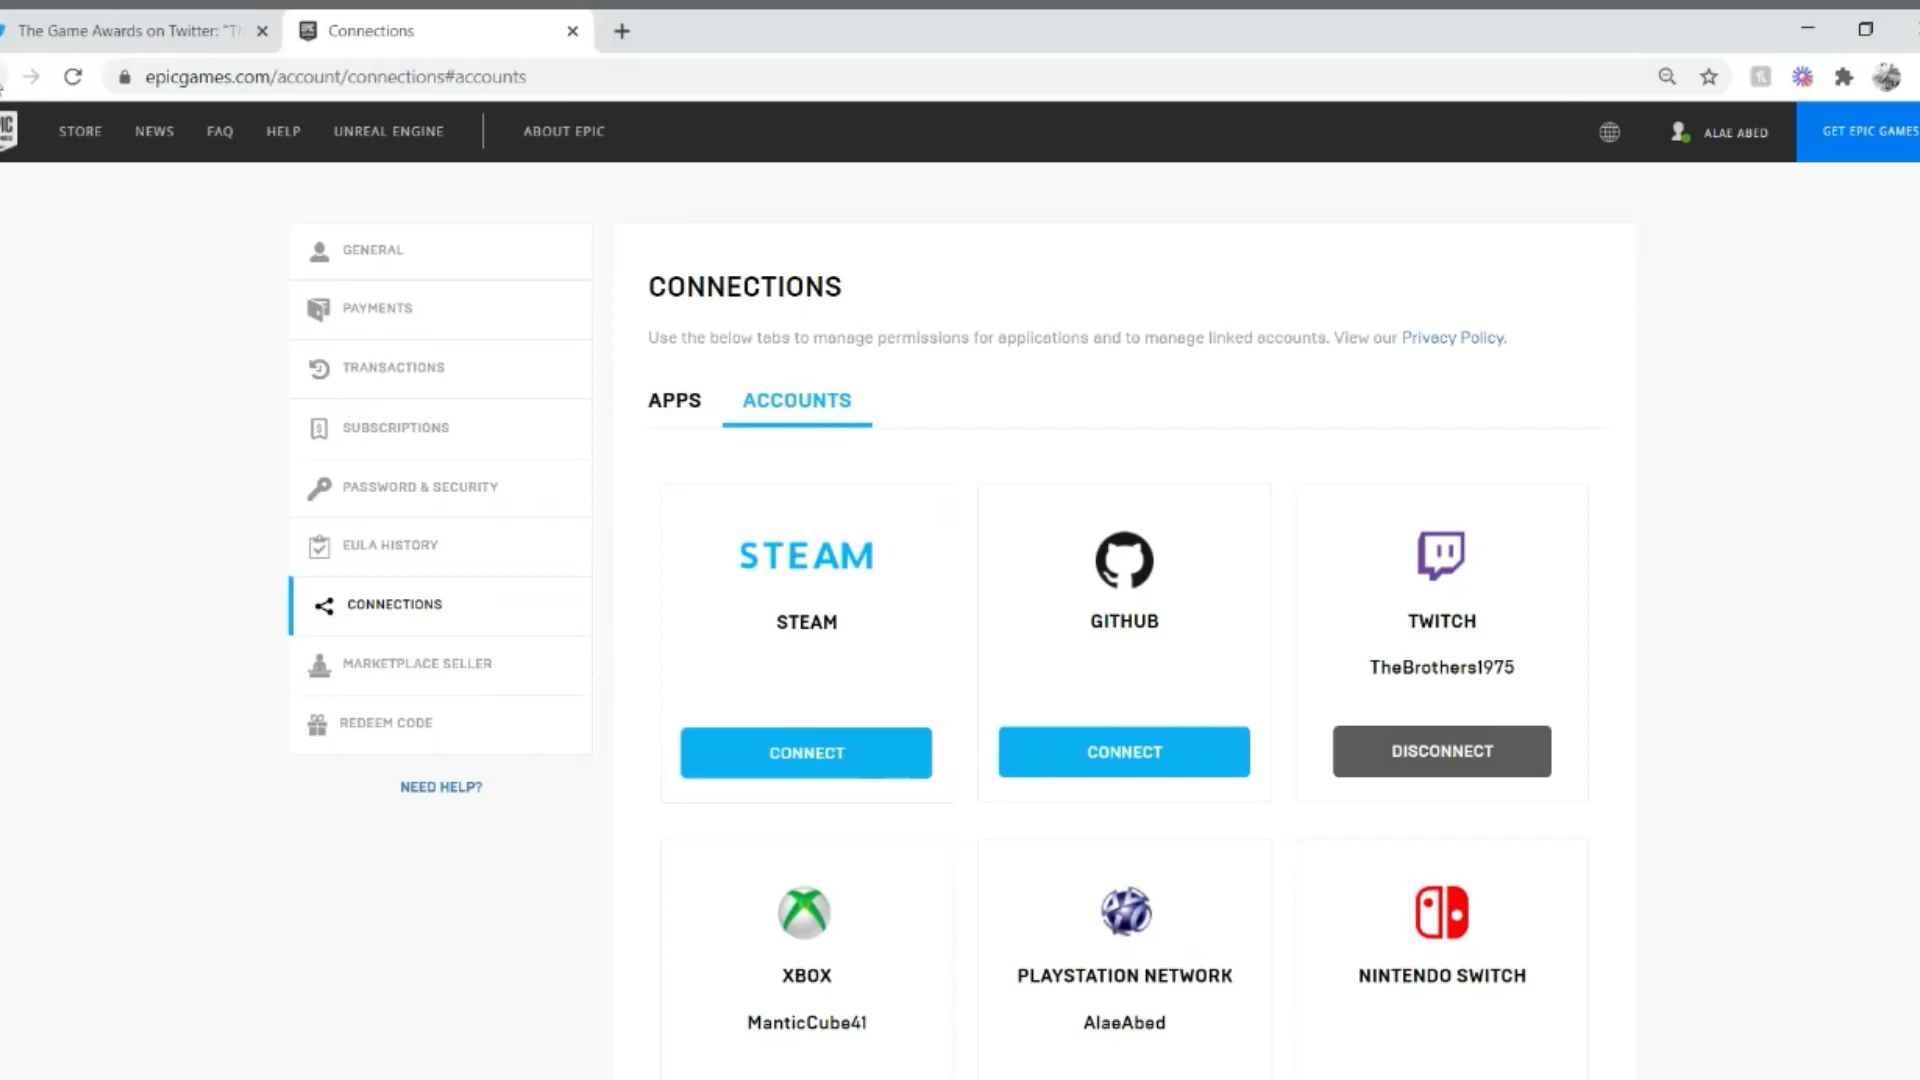 The Game Awards on Twitter: "Th
Connections
epicgames.com/account/connections#accounts
STORE
NEWS
FAQ
HELP
UNREAL ENGINE
ABOUT EPIC
ALAE ABED
GET EPIC GAMES
GENERAL
PAYMENTS
TRANSACTIONS
SUBSCRIPTIONS
PASSWORD & SECURITY
EULA HISTORY
CONNECTIONS
MARKETPLACE SELLER
REDEEM CODE
NEED HELP?
CONNECTIONS
Use the below tabs to manage permissions for applications and to manage linked accounts. View our Privacy Policy.
APPS
ACCOUNTS
STEAM
STEAM
CONNECT
GITHUB
CONNECT
TWITCH
TheBrothers1975
DISCONNECT
XBOX
ManticCube41
PLAYSTATION NETWORK
AlaeAbed
NINTENDO SWITCH